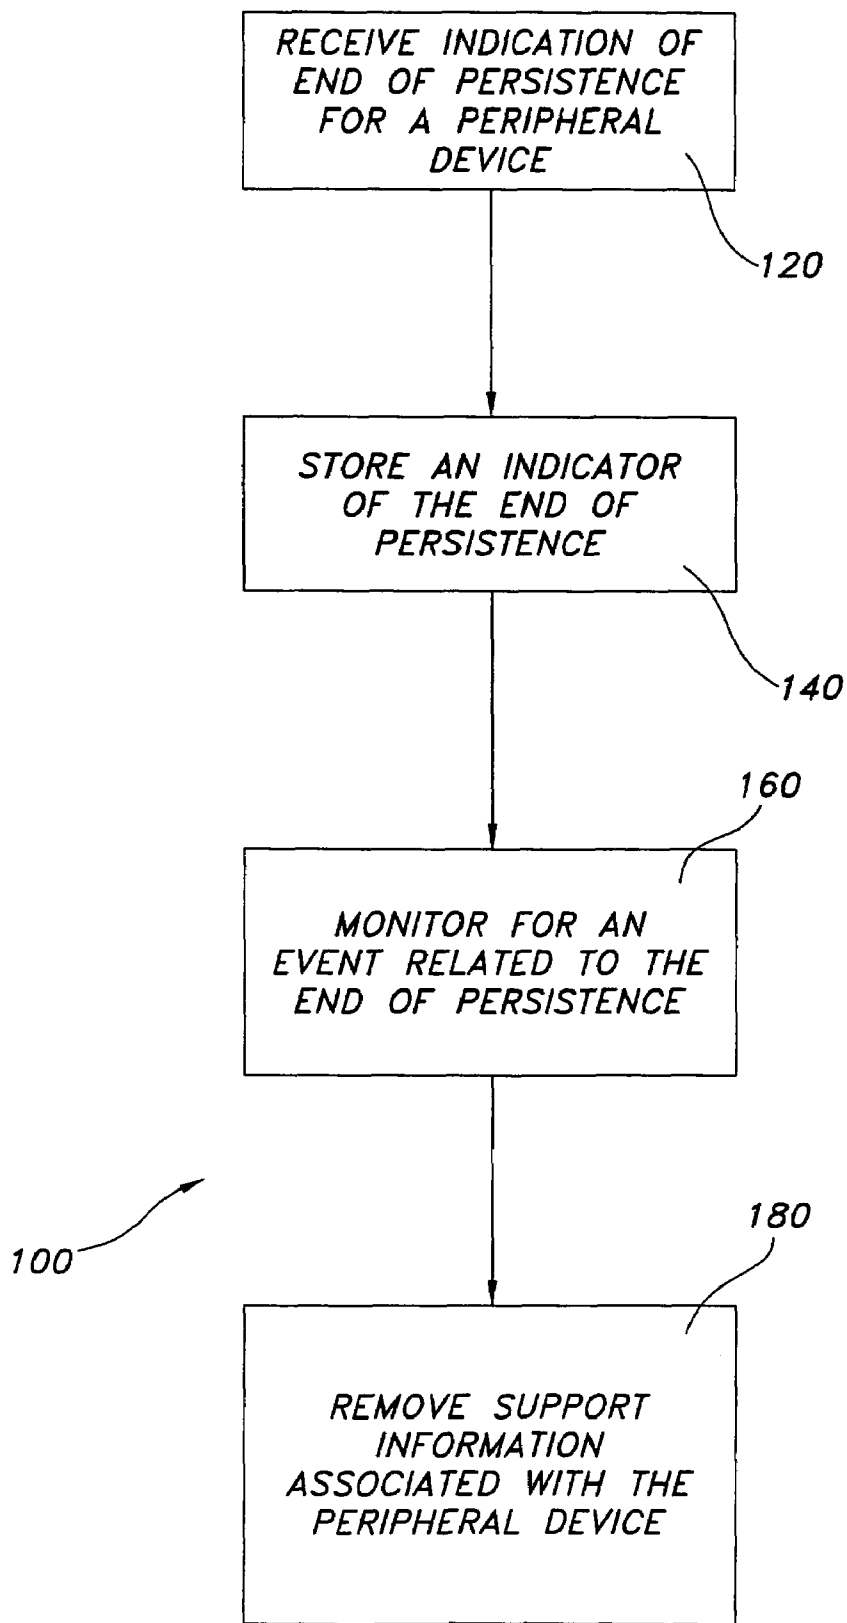 RECEIVE INDICATION OF
END OF PERSISTENCE
FOR A PERIPHERAL
DEVICE
120
STORE AN INDICATOR
OF THE END OF
PERSISTENCE
140
160
MONITOR FOR AN
EVENT RELATED TO THE
END OF PERSISTENCE
100
180
REMOVE SUPPORT
INFORMATION
ASSOCIATED WITH THE
PERIPHERAL DEVICE